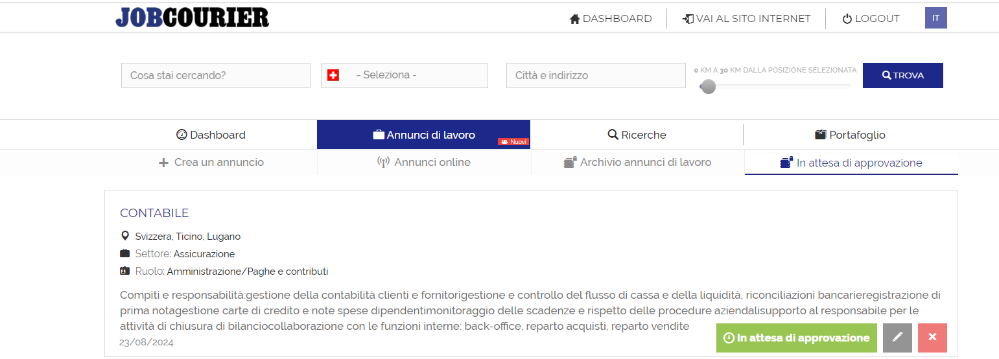 JOBCOURIER
DASHBOARD
VAI AL SITO INTERNET
LOGOUT
IT
Cosa stai cercando?
- Seleziona -
Città e indirizzo
0 KM A 30 KM DALLA POSIZIONE SELEZIONATA
TROVA
Dashboard
Annunci di lavoro
Nuovi
Ricerche
Portafoglio
Crea un annuncio
Annunci online
Archivio annunci di lavoro
In attesa di approvazione
CONTABILE
Svizzera, Ticino, Lugano
Settore: Assicurazione
Ruolo: Amministrazione/Paghe e contributi
Compiti e responsabilità:gestione della contabilità clienti e fornitorigestione e controllo del flusso di cassa e della liquidità, riconciliazioni bancarieregistrazione di
prima notagestione carte di credito e note spese dipendentimonitoraggio delle scadenze e rispetto delle procedure aziendalisupporto al responsabile per le
attività di chiusura di bilanciocollaborazione con le funzioni interne: back-office, reparto acquisti, reparto vendite
23/08/2024
In attesa di approvazione